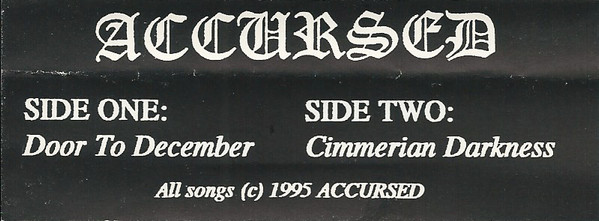 ACCURSED
SIDE ONE:
Door To December
SIDE TWO:
Cimmerian Darkness
All songs (c) 1995 ACCURSED